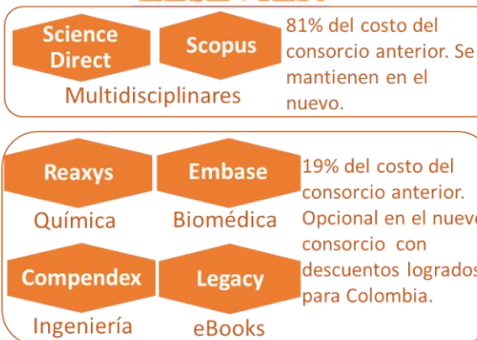 Science
Direct
Scopus
Multidisciplinares
81% del costo del
consorcio anterior. Se
mantienen en el
nuevo.
Reaxys
Química
Embase
Biomédica
Compendex
Ingeniería
Legacy
eBooks
19% del costo del
consorcio anterior.
Opcional en el nuevo
consorcio con
descuentos logrados
para Colombia.